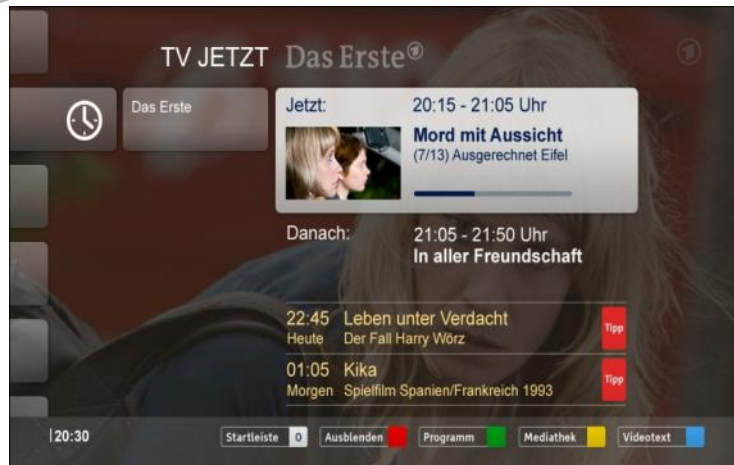 TV JETZT Das Erste
Das Erste
Jetzt: 20:15 - 21:05 Uhr
Mord mit Aussicht
(7/13) Ausgerechnet Eifel
Danach: 21:05 - 21:50 Uhr
In aller Freundschaft
22:45 Leben unter Verdacht
Heute Der Fall Harry Wörz
Tipp
01:05 Kika
Morgen Spielfilm Spanien/Frankreich 1993
Tipp
20:30 Startleiste 0 Ausblenden Programm Mediathek Videotext